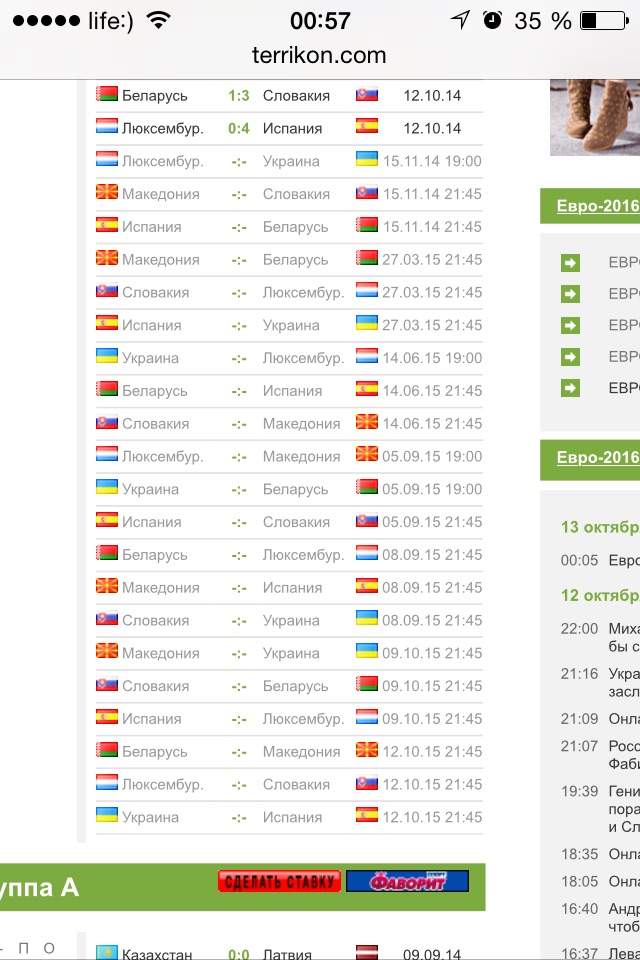 ●●●●● life:) 00:57 35 %
terrikon.com
Беларусь 1:3 Словакия 12.10.14
Люксембур. 0:4 Испания 12.10.14
Люксембур. -:- Украина 15.11.14 19:00
Македония -:- Словакия 15.11.14 21:45
Испания -:- Беларусь 15.11.14 21:45
Македония -:- Беларусь 27.03.15 21:45
Словакия -:- Люксембур. 27.03.15 21:45
Испания -:- Украина 27.03.15 21:45
Украина -:- Люксембур. 14.06.15 19:00
Беларусь -:- Испания 14.06.15 21:45
Словакия -:- Македония 14.06.15 21:45
Люксембур. -:- Македония 05.09.15 19:00
Украина -:- Беларусь 05.09.15 19:00
Испания -:- Словакия 05.09.15 21:45
Беларусь -:- Люксембур. 08.09.15 21:45
Македония -:- Испания 08.09.15 21:45
Словакия -:- Украина 08.09.15 21:45
Македония -:- Украина 09.10.15 21:45
Словакия -:- Беларусь 09.10.15 21:45
Испания -:- Люксембур. 09.10.15 21:45
Беларусь -:- Македония 12.10.15 21:45
Люксембур. -:- Словакия 12.10.15 21:45
Украина -:- Испания 12.10.15 21:45
уппа А СДЕЛАТЬ СТАВКУ ФАВОРИТ СПОРТ
- П О
Казахстан 0:0 Латвия 09.09.14
Евро-2016
ЕВРО
ЕВРО
ЕВРО
ЕВРО
ЕВРО
Евро-2016
13 октябр
00:05 Евро
12 октябр
22:00 Миха
бы с
21:16 Укра
засл
21:09 Онла
21:07 Росс
Фаби
19:39 Гени
пора
и Сл
18:35 Онла
18:05 Онла
16:40 Андр
чтоб
16:37 Лева